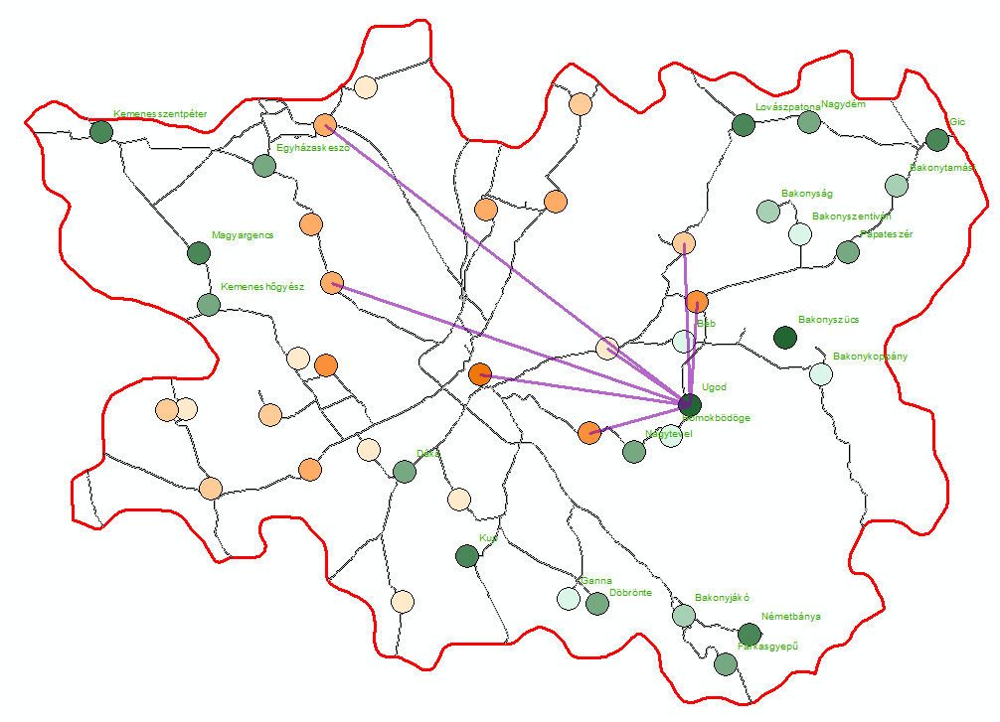 Kemenesszentpéter
Lovászpatona
Nagydém
Gic
Egyházaskesző
Bakonytamási
Bakonyság
Bakonyszentiván
Pápateszér
Magyargencs
Kemeneshőgyész
Béb
Bakonyszücs
Bakonykoppány
Ugod
Homokbödöge
Nagytevel
Dáka
Kup
Ganna
Döbrönte
Bakonyjákó
Németbánya
Farkasgyepű